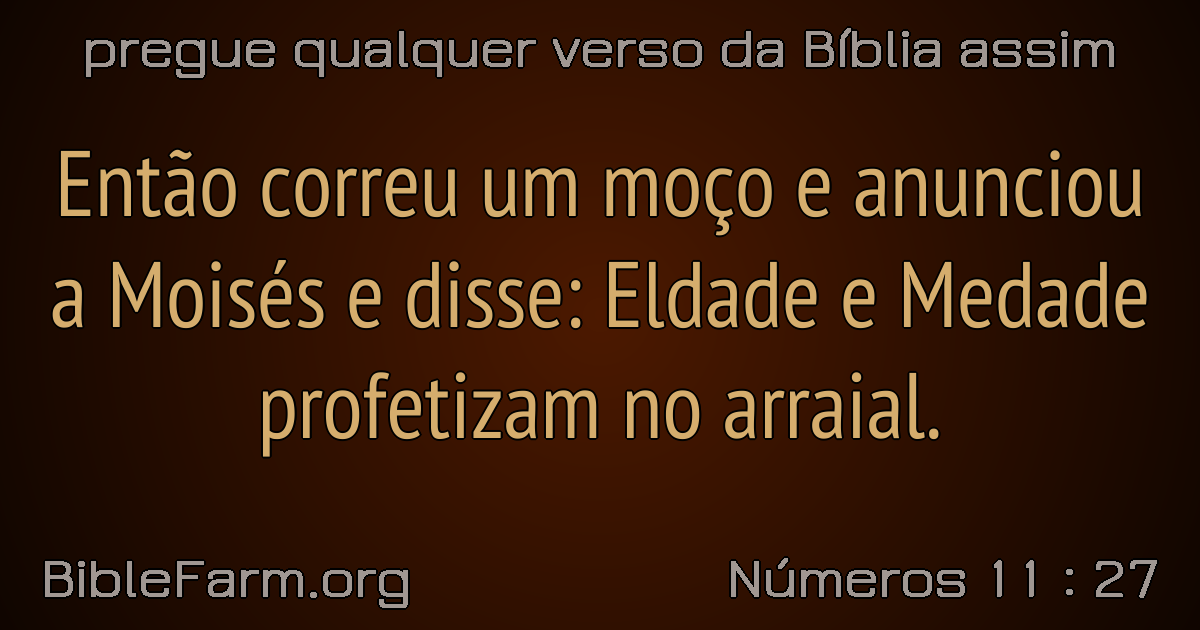 pregue qualquer verso da Bíblia assim
Então correu um moço e anunciou
a Moisés e disse: Eldade e Medade
profetizam no arraial.
BibleFarm.org
Números 11 : 27